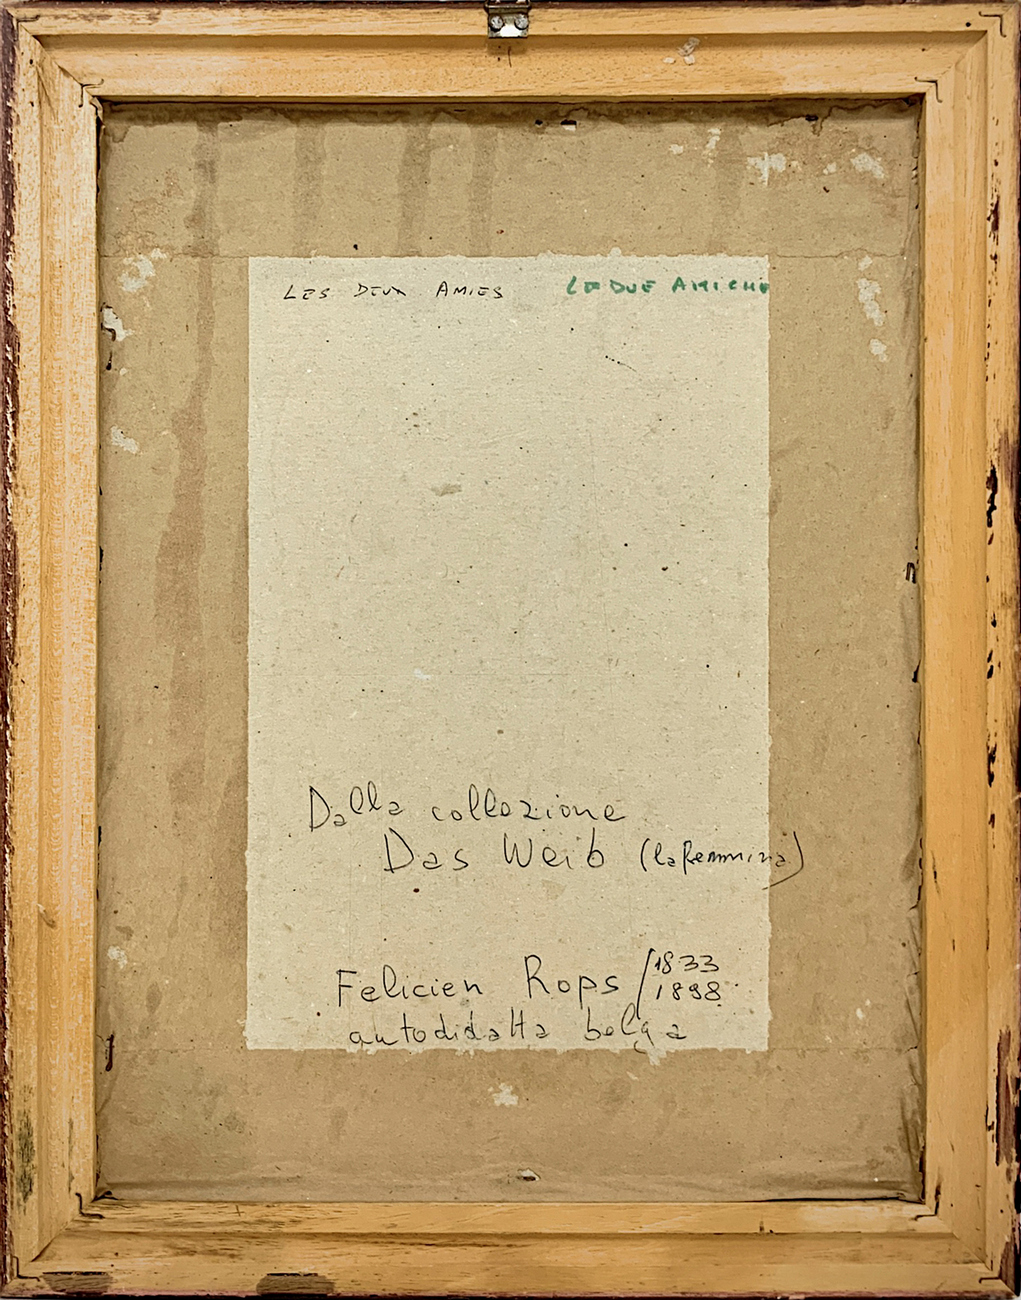 LES DEUX AMIES
LE DUE AMICHE
Dalla collezione
Das Weib (la femmina)
Felicien Rops / 1833
1898
autodidatta belga